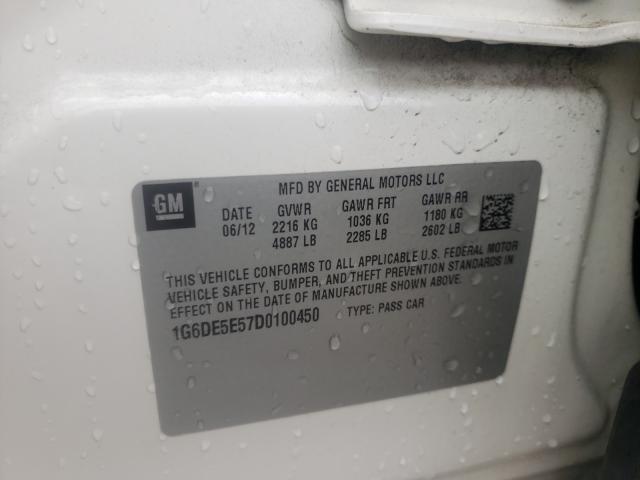 MFD BY GENERAL MOTORS LLC
GM®
DATE GVWR GAWR FRT GAWR RR
06/12 2216 KG 1036 KG 1180 KG
4887 LB 2285 LB 2602 LB
THIS VEHICLE CONFORMS TO ALL APPLICABLE U.S. FEDERAL MOTOR
VEHICLE SAFETY, BUMPER, AND THEFT PREVENTION STANDARDS IN
EFFECT ON THE DATE OF MANUFACTURE SHOWN ABOVE.
1G6DE5E57D0100450 TYPE: PASS CAR